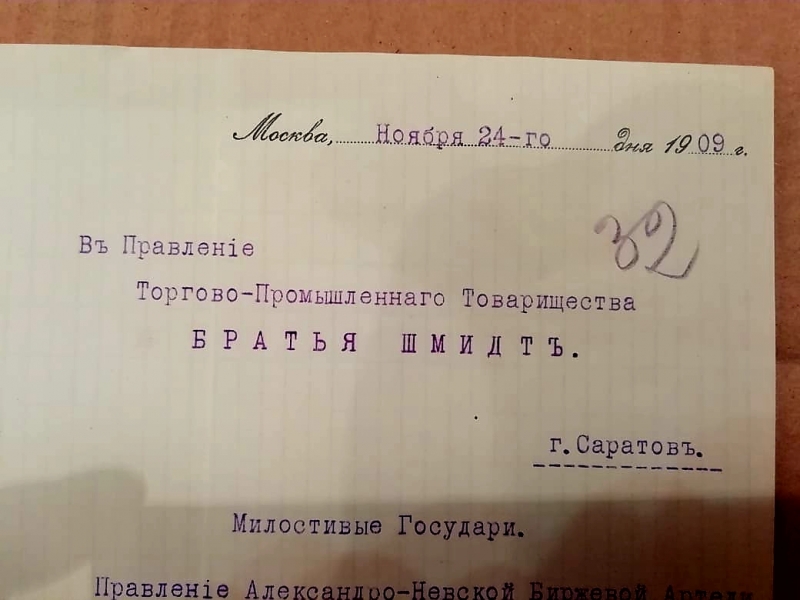 Москва, Ноября 24-го дня 1909 г.
32
Въ Правленіе
Торгово-Промышленнаго Товарищества
БРАТЬЯ ШМИДТЪ.
г. Саратовъ.
Милостивые Государи.
Правленіе Александро-Невской Биржевой Артели